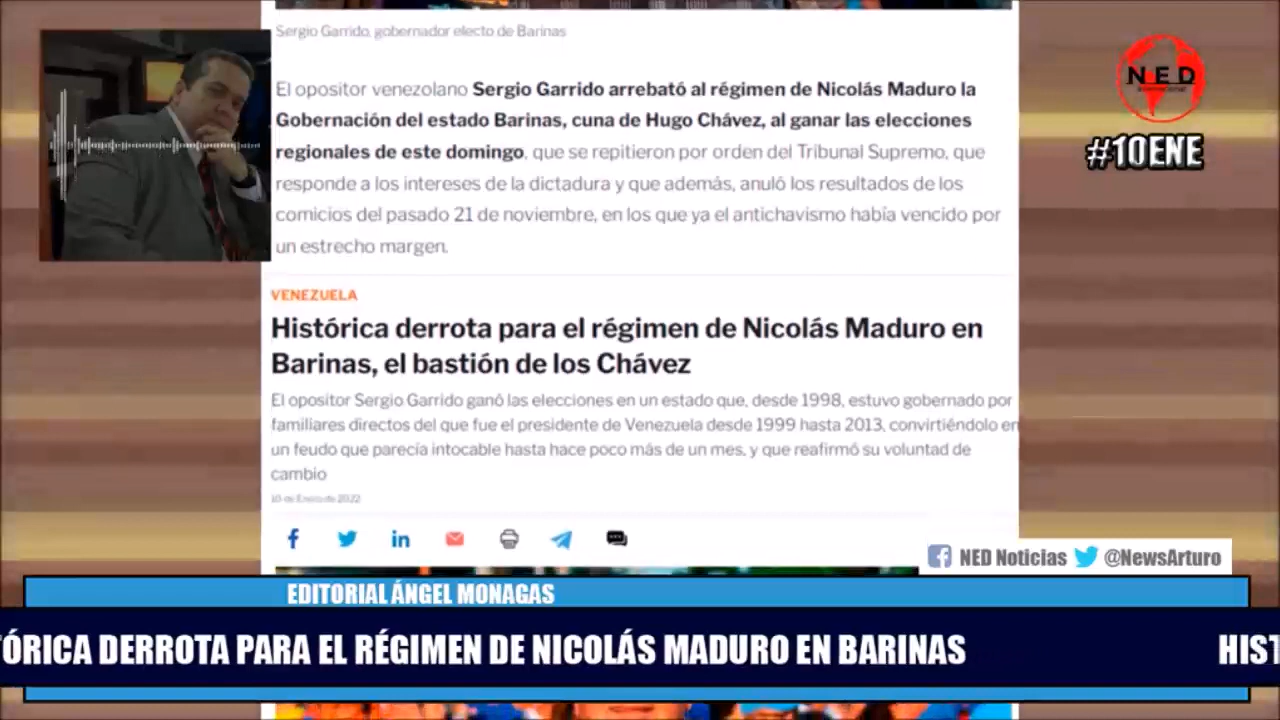 Sergio Garrido, gobernador electo de Barinas
El opositor venezolano Sergio Garrido arrebató al régimen de Nicolás Maduro la
Gobernación del estado Barinas, cuna de Hugo Chávez, al ganar las elecciones
regionales de este domingo, que se repitieron por orden del Tribunal Supremo, que
responde a los intereses de la dictadura y que además, anuló los resultados de los
comicios del pasado 21 de noviembre, en los que ya el antichavismo había vencido por
un estrecho margen.
VENEZUELA
Histórica derrota para el régimen de Nicolás Maduro en
Barinas, el bastión de los Chávez
El opositor Sergio Garrido ganó las elecciones en un estado que, desde 1998, estuvo gobernado por
familiares directos del que fue el presidente de Venezuela desde 1999 hasta 2013, convirtiéndolo en
un feudo que parecía intocable hasta hace poco más de un mes, y que reafirmó su voluntad de
cambio
10 de Enero de 2022
NED
#10ENE
NED Noticias @NewsArturo
EDITORIAL ÁNGEL MONAGAS
TÓRICA DERROTA PARA EL RÉGIMEN DE NICOLÁS MADURO EN BARINAS HIST